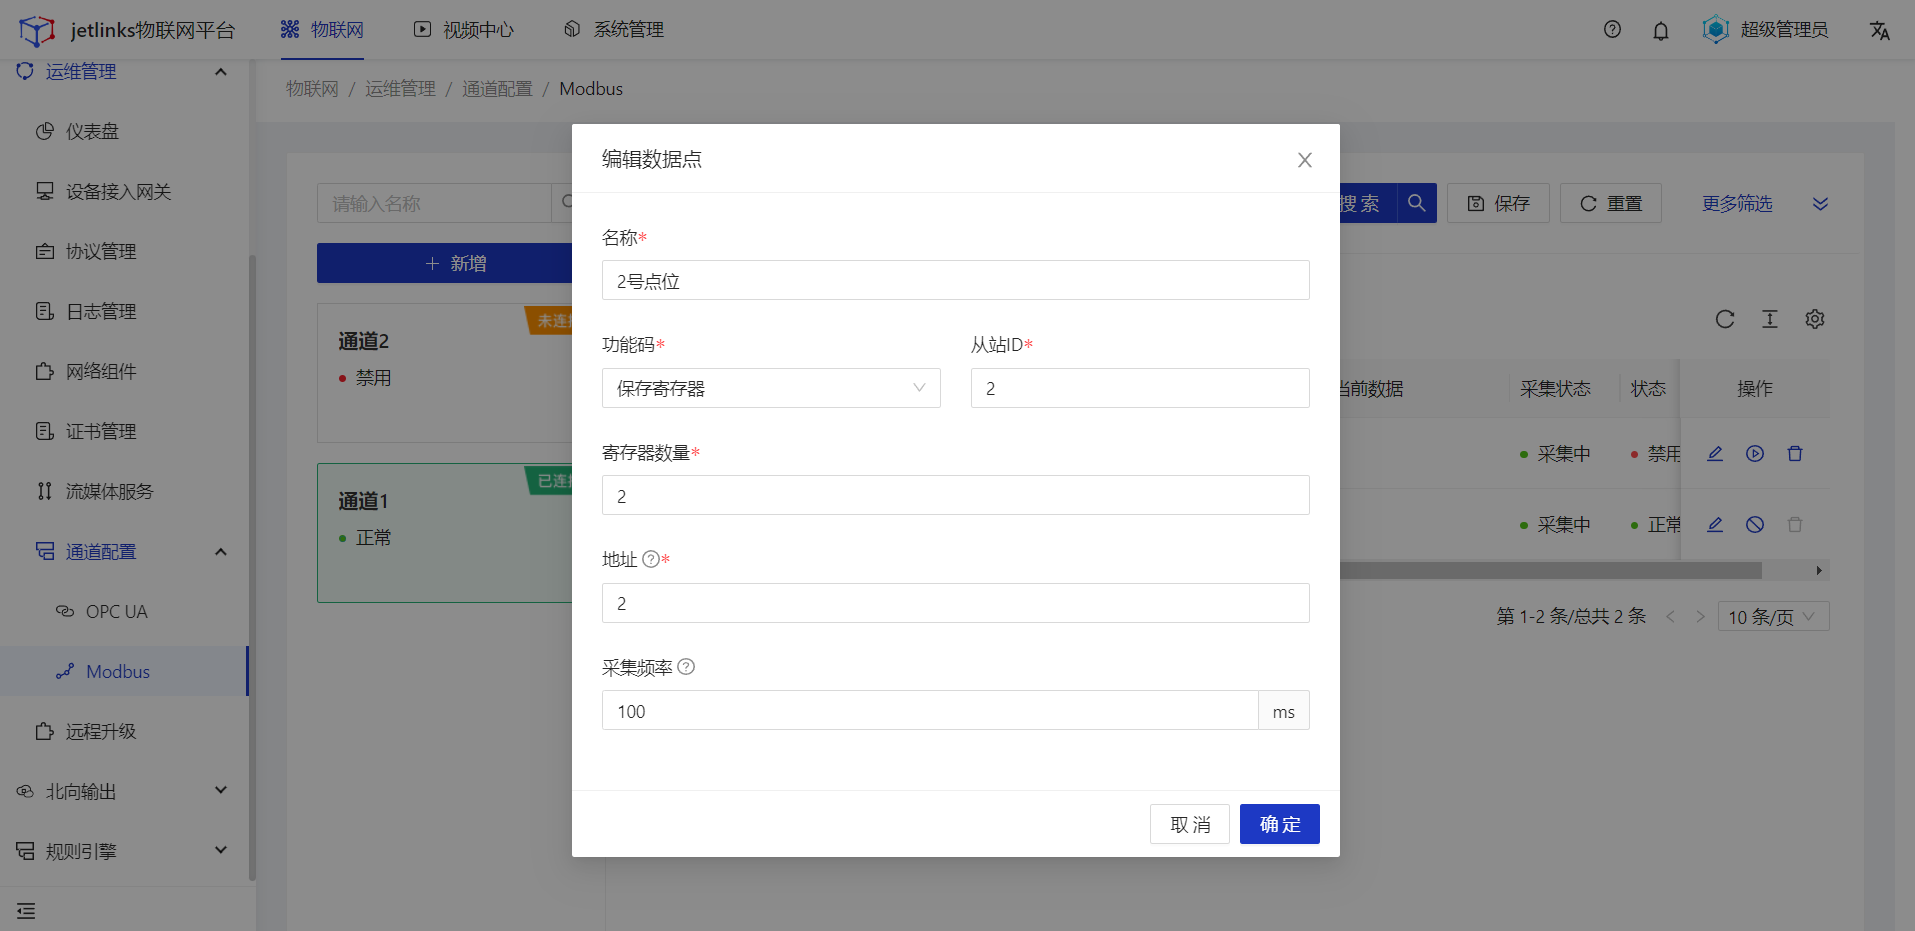 jetlinks物联网平台
物联网
视频中心
系统管理
超级管理员
运维管理
仪表盘
设备接入网关
协议管理
日志管理
网络组件
证书管理
流媒体服务
通道配置
OPC UA
Modbus
远程升级
北向输出
规则引擎
物联网 / 运维管理 / 通道配置 / Modbus
请输入名称
搜索
保存
重置
更多筛选
新增
未连
通道2
禁用
已连
通道1
正常
当前数据
采集状态
状态
操作
采集中
禁用
采集中
正常
第 1-2 条/总共 2 条
10 条/页
编辑数据点
名称*
2号点位
功能码*
从站ID*
保存寄存器
2
寄存器数量*
2
地址*
2
采集频率
100
ms
取消
确定